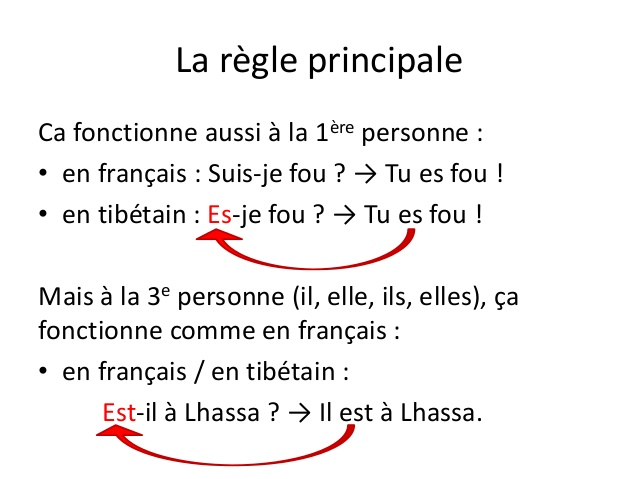 La règle principale
Ca fonctionne aussi à la 1ère personne :
• en français : Suis-je fou ? → Tu es fou !
• en tibétain : Es-je fou ? → Tu es fou !
Mais à la 3e personne (il, elle, ils, elles), ça
fonctionne comme en français :
• en français / en tibétain :
Est-il à Lhassa ? → Il est à Lhassa.